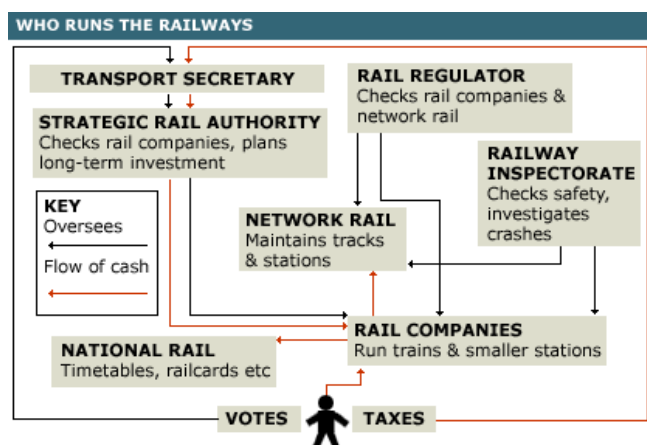 WHO RUNS THE RAILWAYS
TRANSPORT SECRETARY
STRATEGIC RAIL AUTHORITY
Checks rail companies, plans
long-term investment
RAIL REGULATOR
Checks rail companies &
network rail
RAILWAY
INSPECTORATE
Checks safety,
investigates
crashes
KEY
Oversees
Flow of cash
NETWORK RAIL
Maintains tracks
& stations
RAIL COMPANIES
Run trains & smaller stations
NATIONAL RAIL
Timetables, railcards etc
VOTES
TAXES